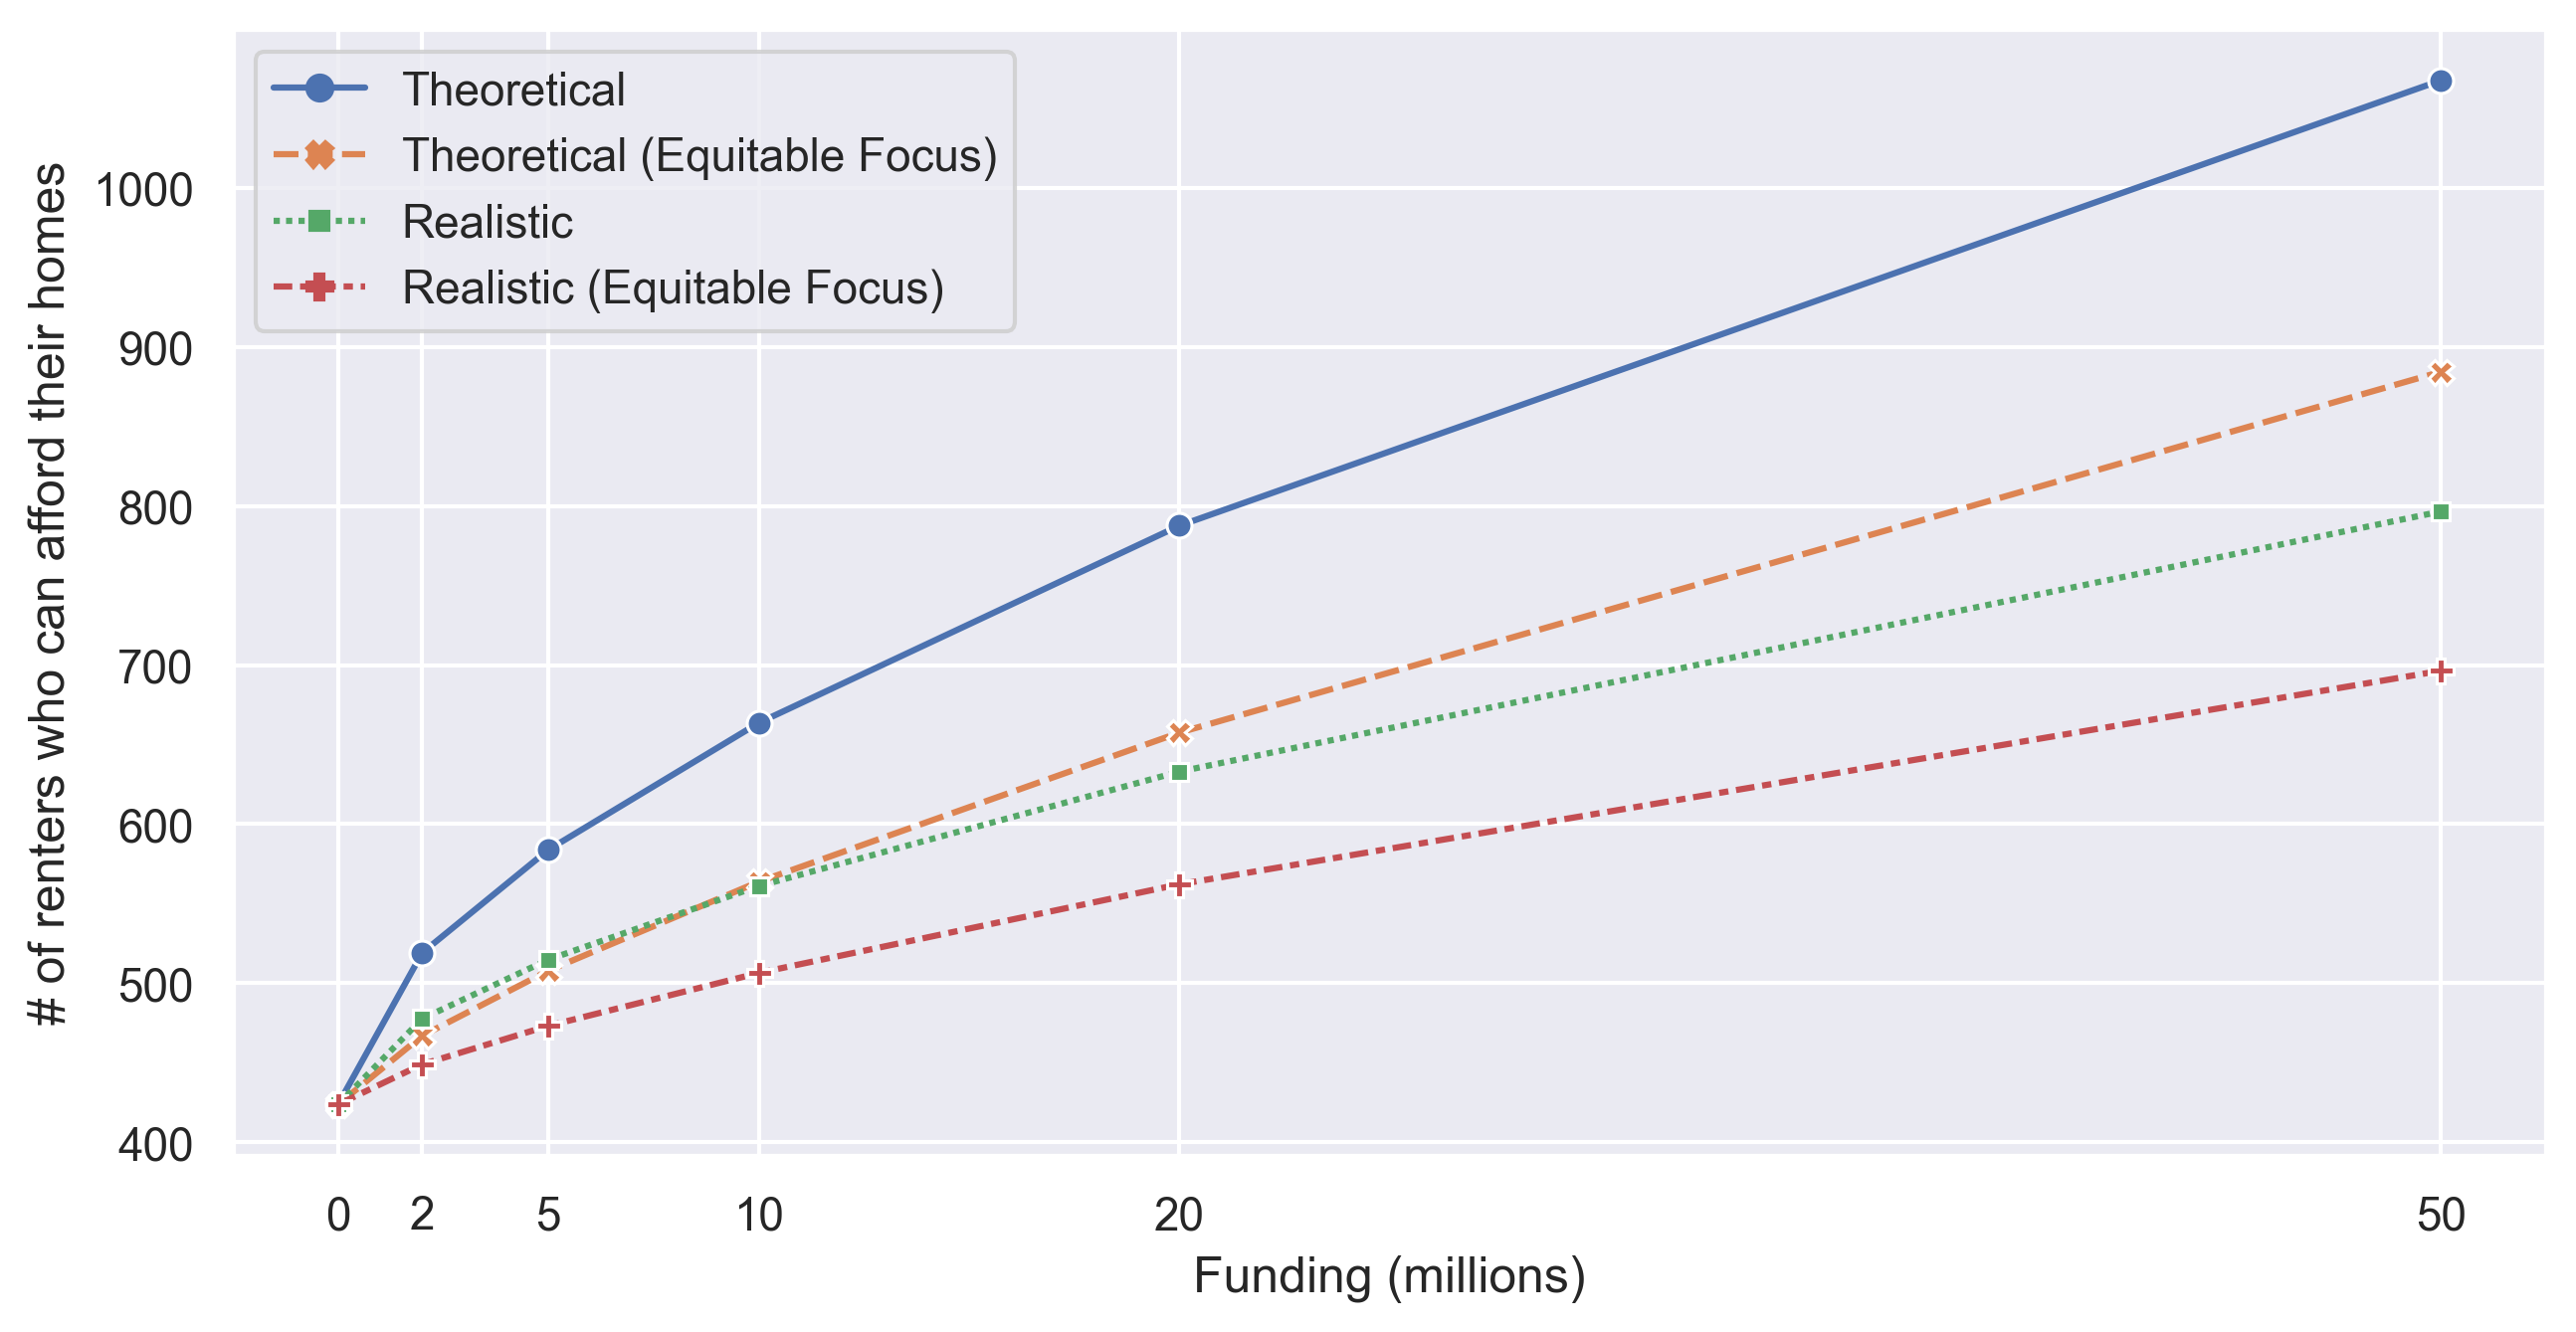 Theoretical
Theoretical (Equitable Focus)
Realistic
Realistic (Equitable Focus)
# of renters who can afford their homes
1000
900
800
700
600
500
400
0 2 5 10 20 50
Funding (millions)